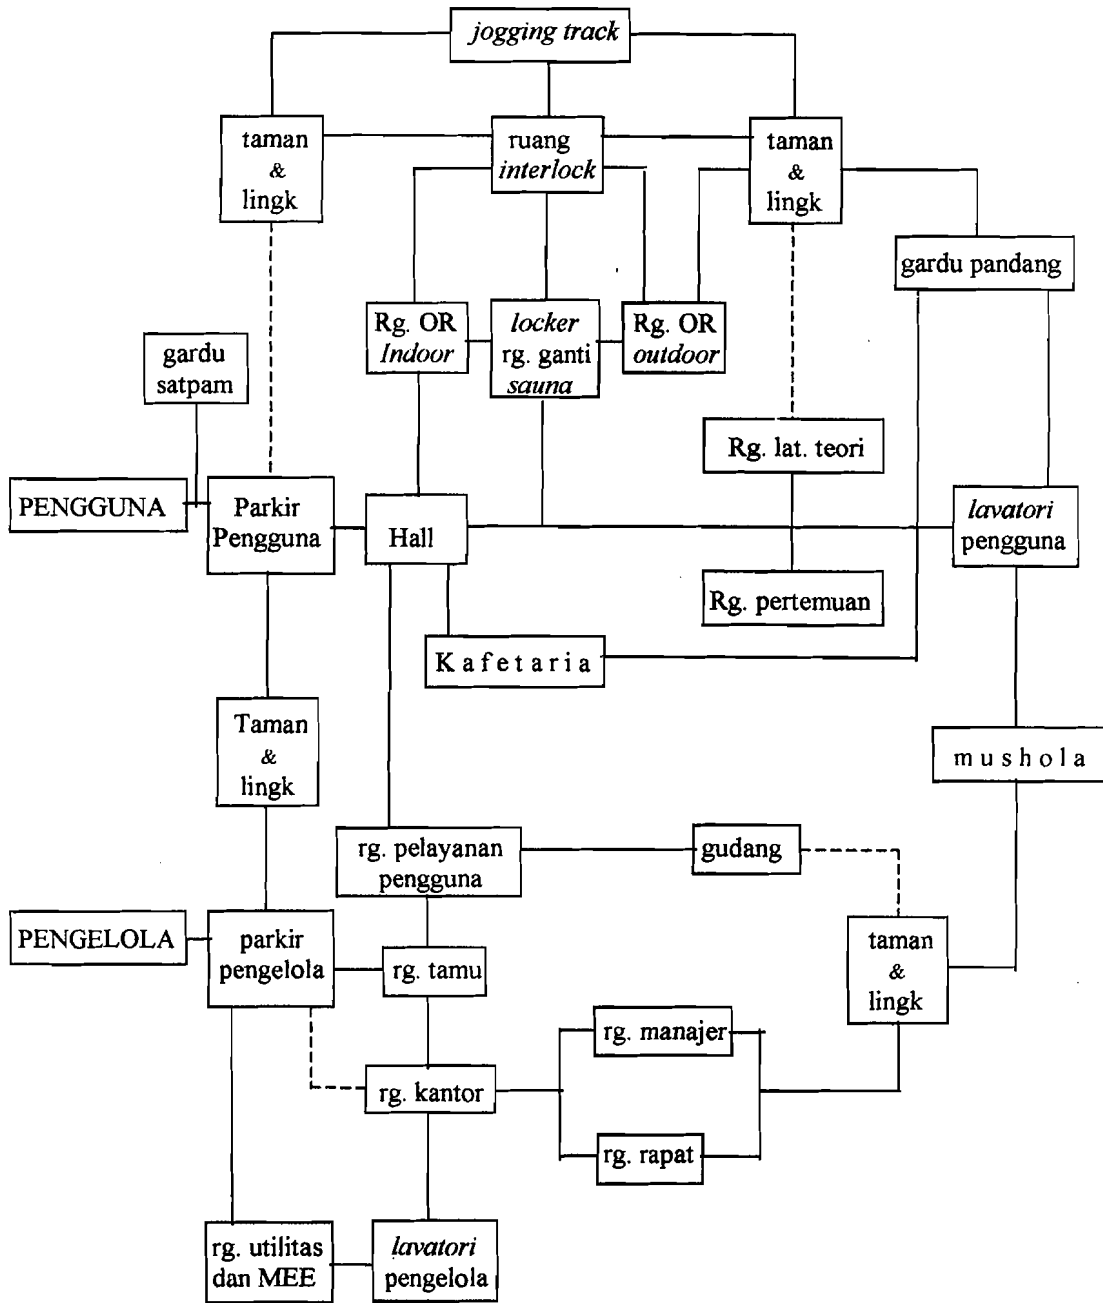 jogging track
taman
&
lingk
ruang
interlock
taman
&
lingk
gardu pandang
Rg. OR
Indoor
locker
rg. ganti
sauna
Rg. OR
outdoor
gardu
satpam
Rg. lat. teori
PENGGUNA
Parkir
Pengguna
Hall
lavatori
pengguna
Rg. pertemuan
Kafetaria
Taman
&
lingk
mushola
rg. pelayanan
pengguna
gudang
PENGELOLA
parkir
pengelola
rg. tamu
taman
&
lingk
rg. manajer
rg. kantor
rg. rapat
rg. utilitas
dan MEE
lavatori
pengelola